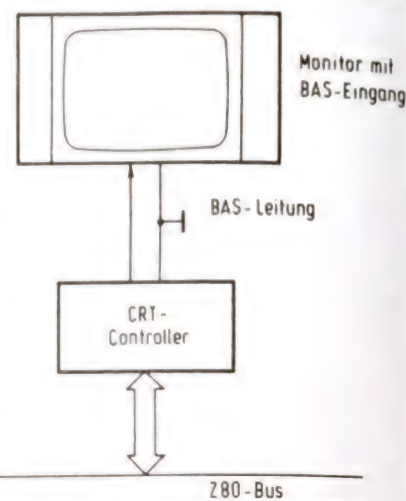 Monitor mit
BAS-Eingang
BAS-Leitung
CRT-
Controller
Z80-Bus